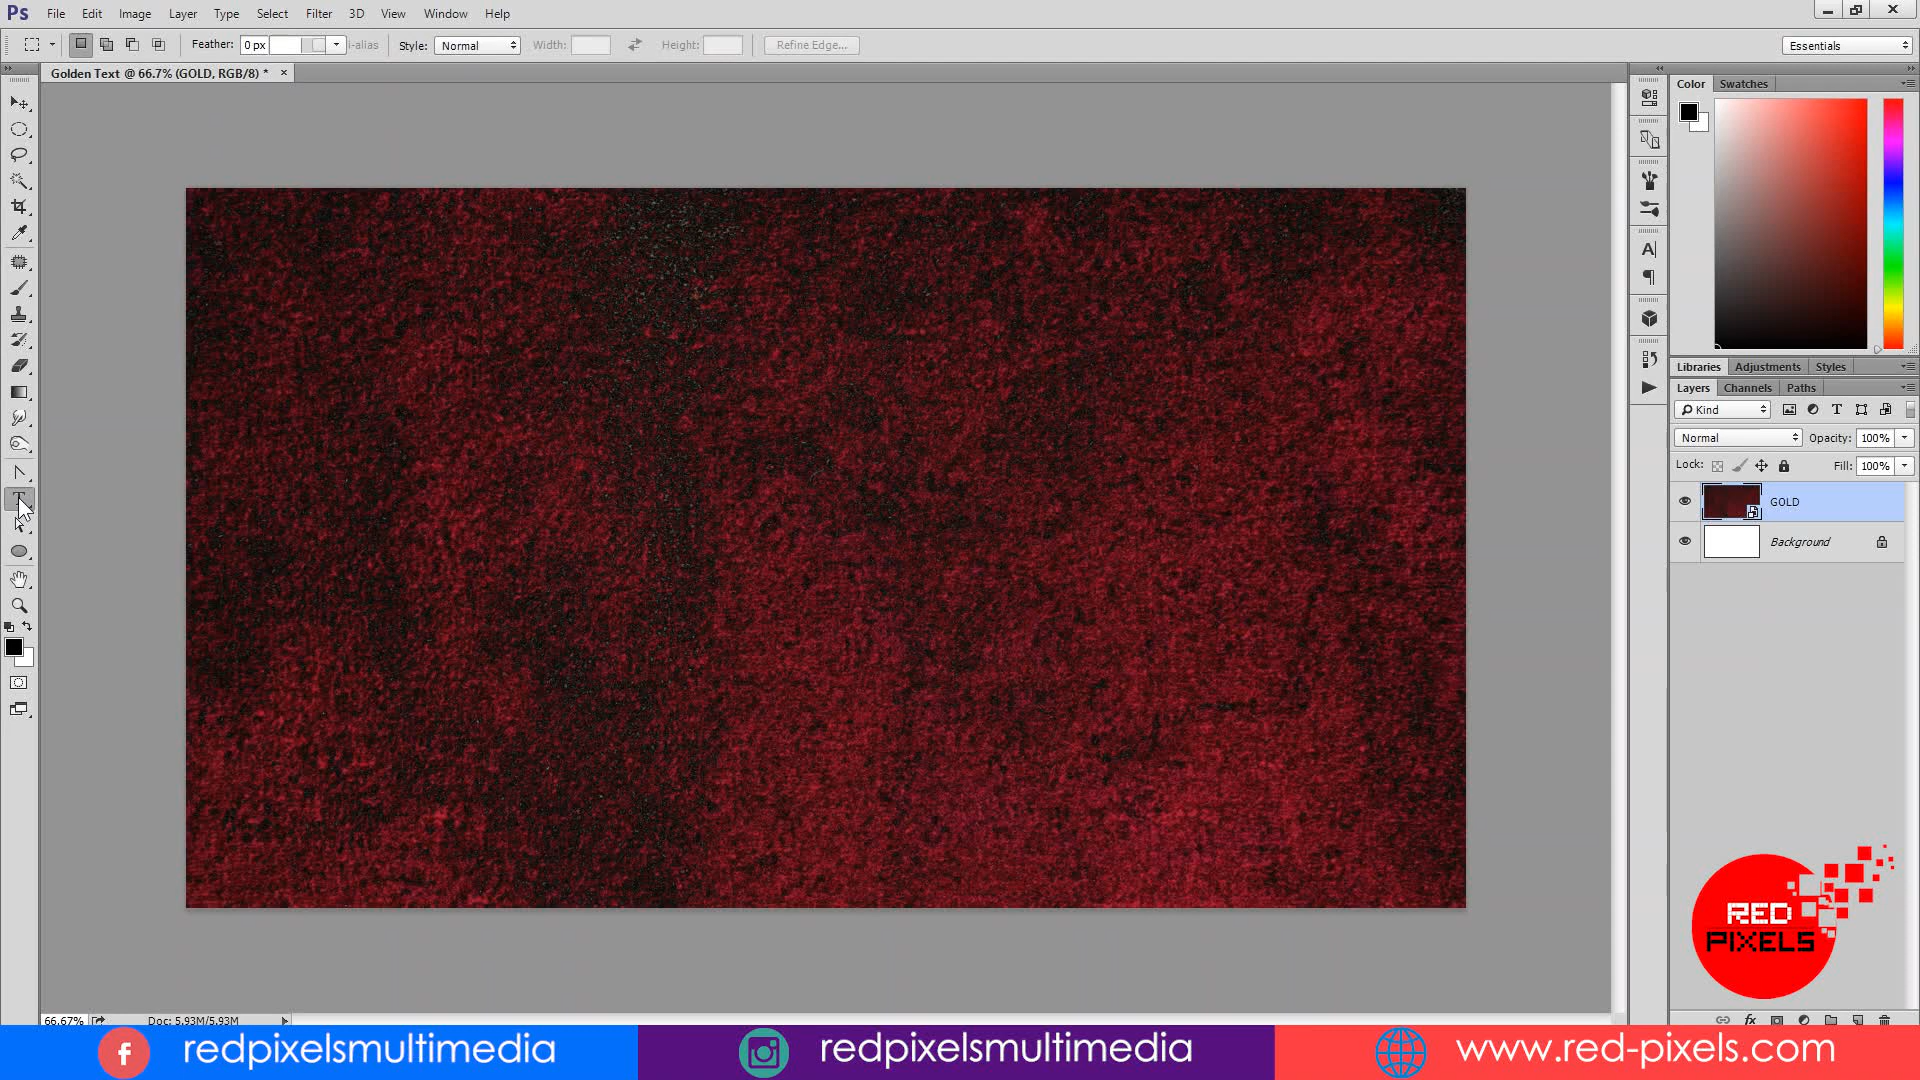 Ps File Edit Image Layer Type Select Filter 3D View Window Help
Feather: 0 px i-alias Style: Normal Width: Height: Refine Edge... Essentials
Golden Text @ 66.7% (GOLD, RGB/8) * ×
Color Swatches
Libraries Adjustments Styles
Layers Channels Paths
Kind
Normal Opacity: 100%
Lock: Fill: 100%
GOLD
Background
RED
PIXELS
66.67% Doc: 5.93M/5.93M
redpixelsmultimedia redpixelsmultimedia www.red-pixels.com